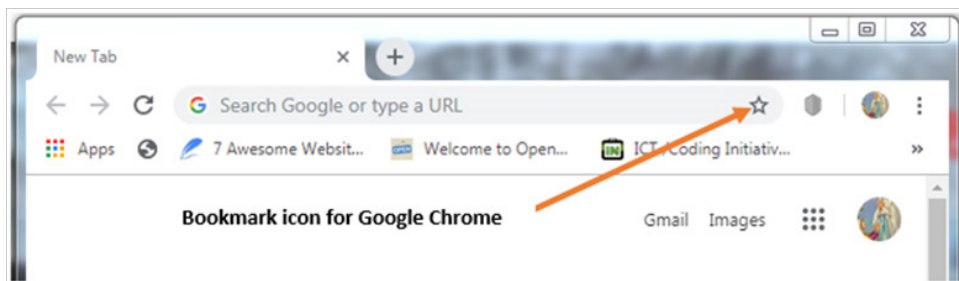 New Tab
Search Google or type a URL
Apps 7 Awesome Websit... Welcome to Open... ICT /Coding Initiativ...
Bookmark icon for Google Chrome
Gmail Images